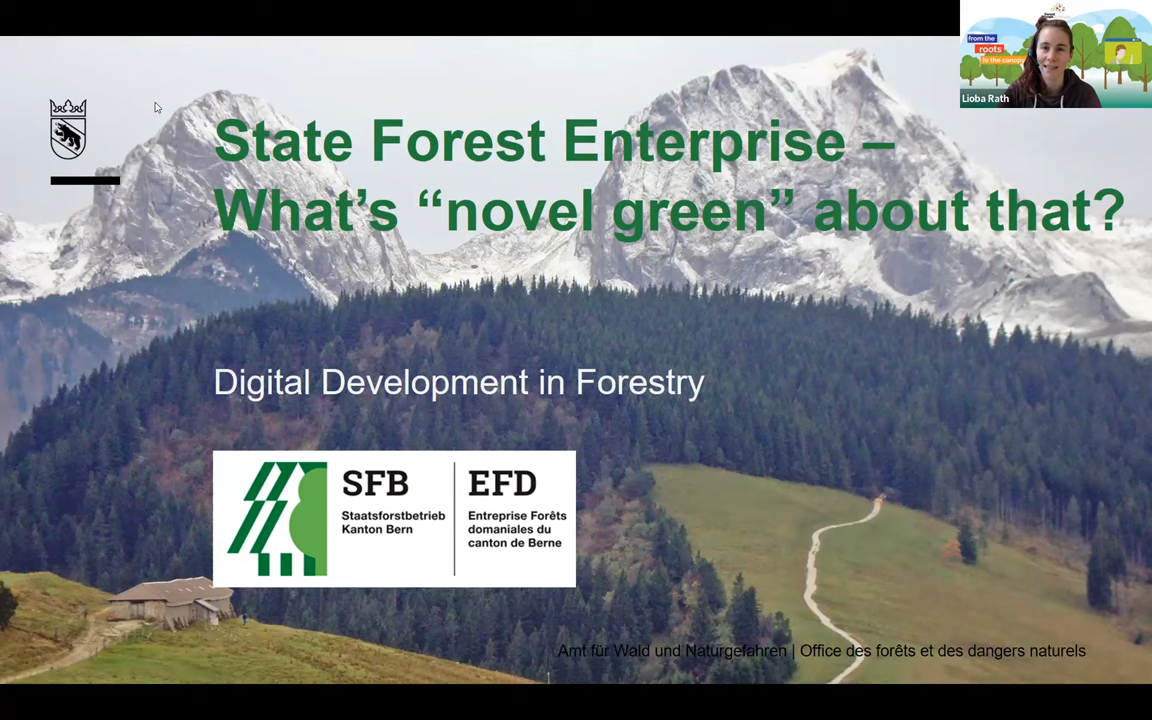 from the
roots
to the canopy
Lioba Rath
State Forest Enterprise –
What's “novel green” about that?
Digital Development in Forestry
SFB
Staatsforstbetrieb
Kanton Bern
EFD
Entreprise Forêts
domaniales du
canton de Berne
Amt für Wald und Naturgefahren | Office des forêts et des dangers naturels